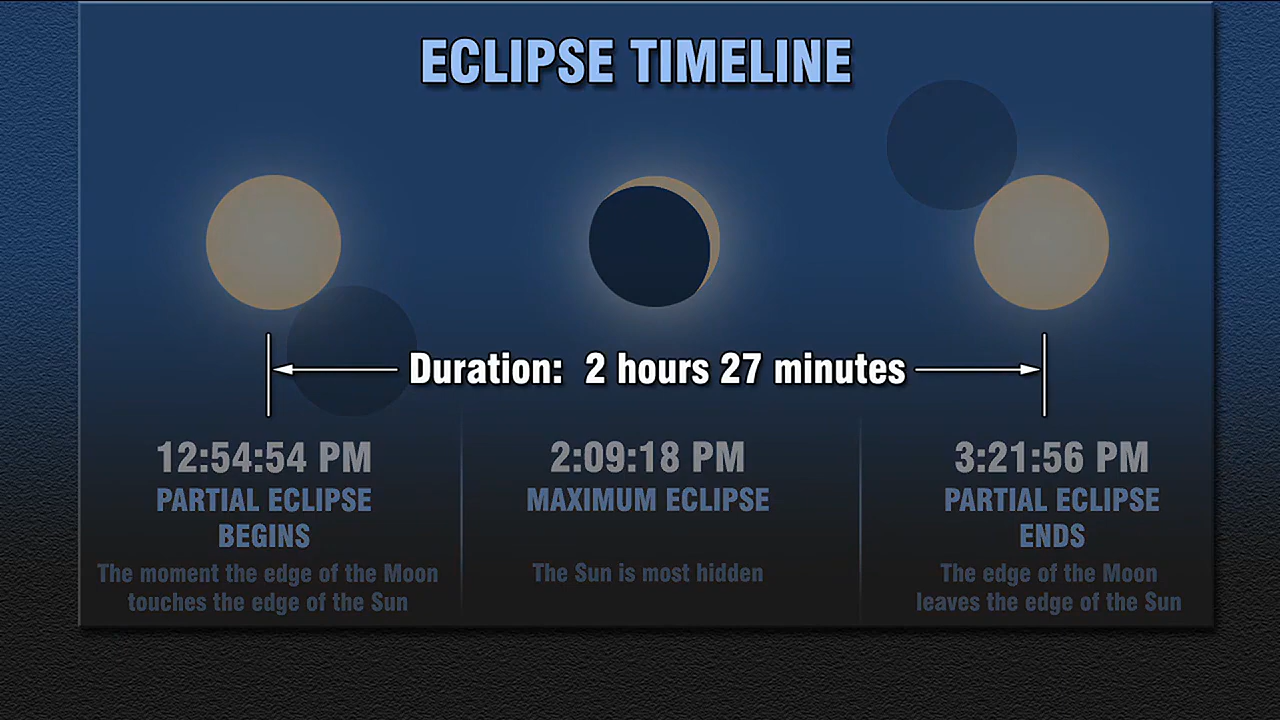 ECLIPSE TIMELINE
Duration: 2 hours 27 minutes
12:54:54 PM
PARTIAL ECLIPSE
BEGINS
The moment the edge of the Moon
touches the edge of the Sun
2:09:18 PM
MAXIMUM ECLIPSE
The Sun is most hidden
3:21:56 PM
PARTIAL ECLIPSE
ENDS
The edge of the Moon
leaves the edge of the Sun